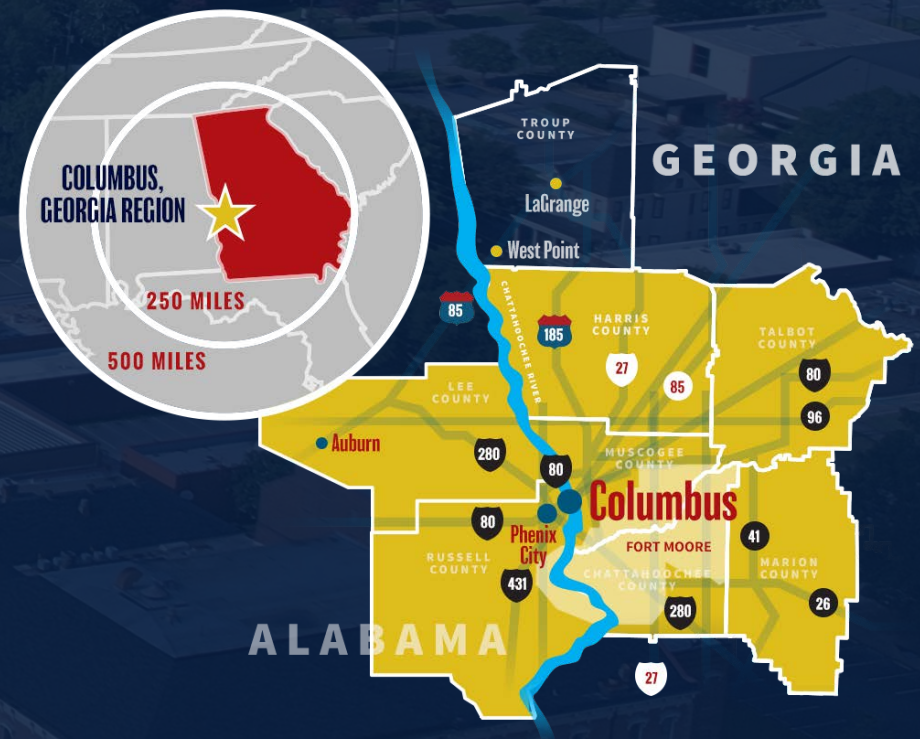 COLUMBUS,
GEORGIA REGION
250 MILES
500 MILES
GEORGIA
TROUP
COUNTY
LaGrange
West Point
85
CHATTAHOOCHEE RIVER
185
HARRIS
COUNTY
27
85
TALBOT
COUNTY
80
96
LEE
COUNTY
Auburn
280
80
MUSCOGEE
COUNTY
Columbus
Phenix
City
80
RUSSELL
COUNTY
431
FORT MOORE
CHATTAHOOCHEE
COUNTY
280
41
MARION
COUNTY
26
ALABAMA
27